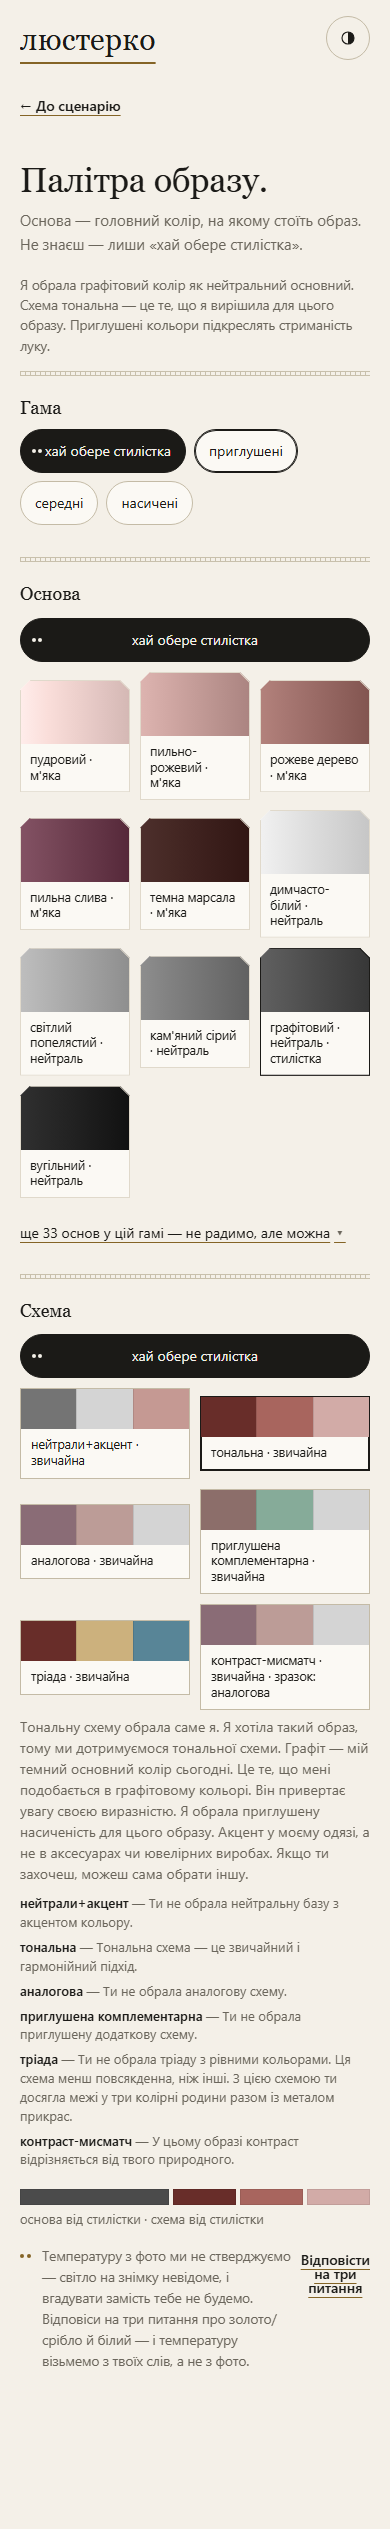 люстерко
← До сценарію
Палітра образу.
Основа — головний колір, на якому стоїть образ.
Не знаєш — лиши «хай обере стилістка».
Я обрала графітовий колір як нейтральний основний.
Схема тональна — це те, що я вирішила для цього
образу. Приглушені кольори підкреслять стриманість
луку.
Гама
хай обере стилістка
приглушені
середні
насичені
Основа
хай обере стилістка
пудровий ·
м'яка
пильно-
рожевий ·
м'яка
рожеве дерево
· м'яка
пильна слива ·
м'яка
темна марсала
· м'яка
димчасто-
білий ·
нейтраль
світлий
попелястий ·
нейтраль
кам'яний сірий
· нейтраль
графітовий ·
нейтраль ·
стилістка
вугільний ·
нейтраль
ще 33 основ у цій гамі — не радимо, але можна ▾
Схема
хай обере стилістка
нейтрали+акцент ·
звичайна
тональна · звичайна
аналогова · звичайна
приглушена
комплементарна ·
звичайна
тріада · звичайна
контраст-мисматч ·
звичайна · зразок:
аналогова
Тональну схему обрала саме я. Я хотіла такий образ,
тому ми дотримуємося тональної схеми. Графіт — мій
темний основний колір сьогодні. Це те, що мені
подобається в графітовому кольорі. Він привертає
увагу своєю виразністю. Я обрала приглушену
насиченість для цього образу. Акцент у моєму одязі, а
не в аксесуарах чи ювелірних виробах. Якщо ти
захочеш, можеш сама обрати іншу.
нейтрали+акцент — Ти не обрала нейтральну базу з
акцентом кольору.
тональна — Тональна схема — це звичайний і
гармонійний підхід.
аналогова — Ти не обрала аналогову схему.
приглушена комплементарна — Ти не обрала
приглушену додаткову схему.
тріада — Ти не обрала тріаду з рівними кольорами. Ця
схема менш повсякденна, ніж інші. З цією схемою ти
досягла межі у три колірні родини разом із металом
прикрас.
контраст-мисматч — У цьому образі контраст
відрізняється від твого природного.
основа від стилістки · схема від стилістки
Температуру з фото ми не стверджуємо
— світло на знімку невідоме, і
вгадувати замість тебе не будемо.
Відповіси на три питання про золото/
срібло й білий — і температуру
візьмемо з твоїх слів, а не з фото.
Відповісти
на три
питання